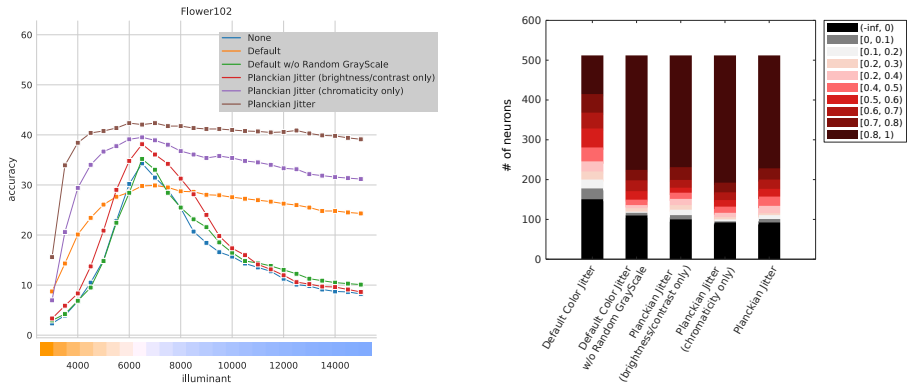 Flower102
60
50
40
30
20
10
0
accuracy
None
Default
Default w/o Random GrayScale
Planckian Jitter (brightness/contrast only)
Planckian Jitter (chromaticity only)
Planckian Jitter
4000 6000 8000 10000 12000 14000
illuminant
600
500
400
300
200
100
0
# of neurons
Default Color Jitter
Default Color Jitter
w/o Random GrayScale
Planckian Jitter
(brightness/contrast only)
Planckian Jitter
(chromaticity only)
Planckian Jitter
(-inf, 0)
[0, 0.1)
[0.1, 0.2)
[0.2, 0.3)
[0.2, 0.4)
[0.4, 0.5)
[0.5, 0.6)
[0.6, 0.7)
[0.7, 0.8)
[0.8, 1)